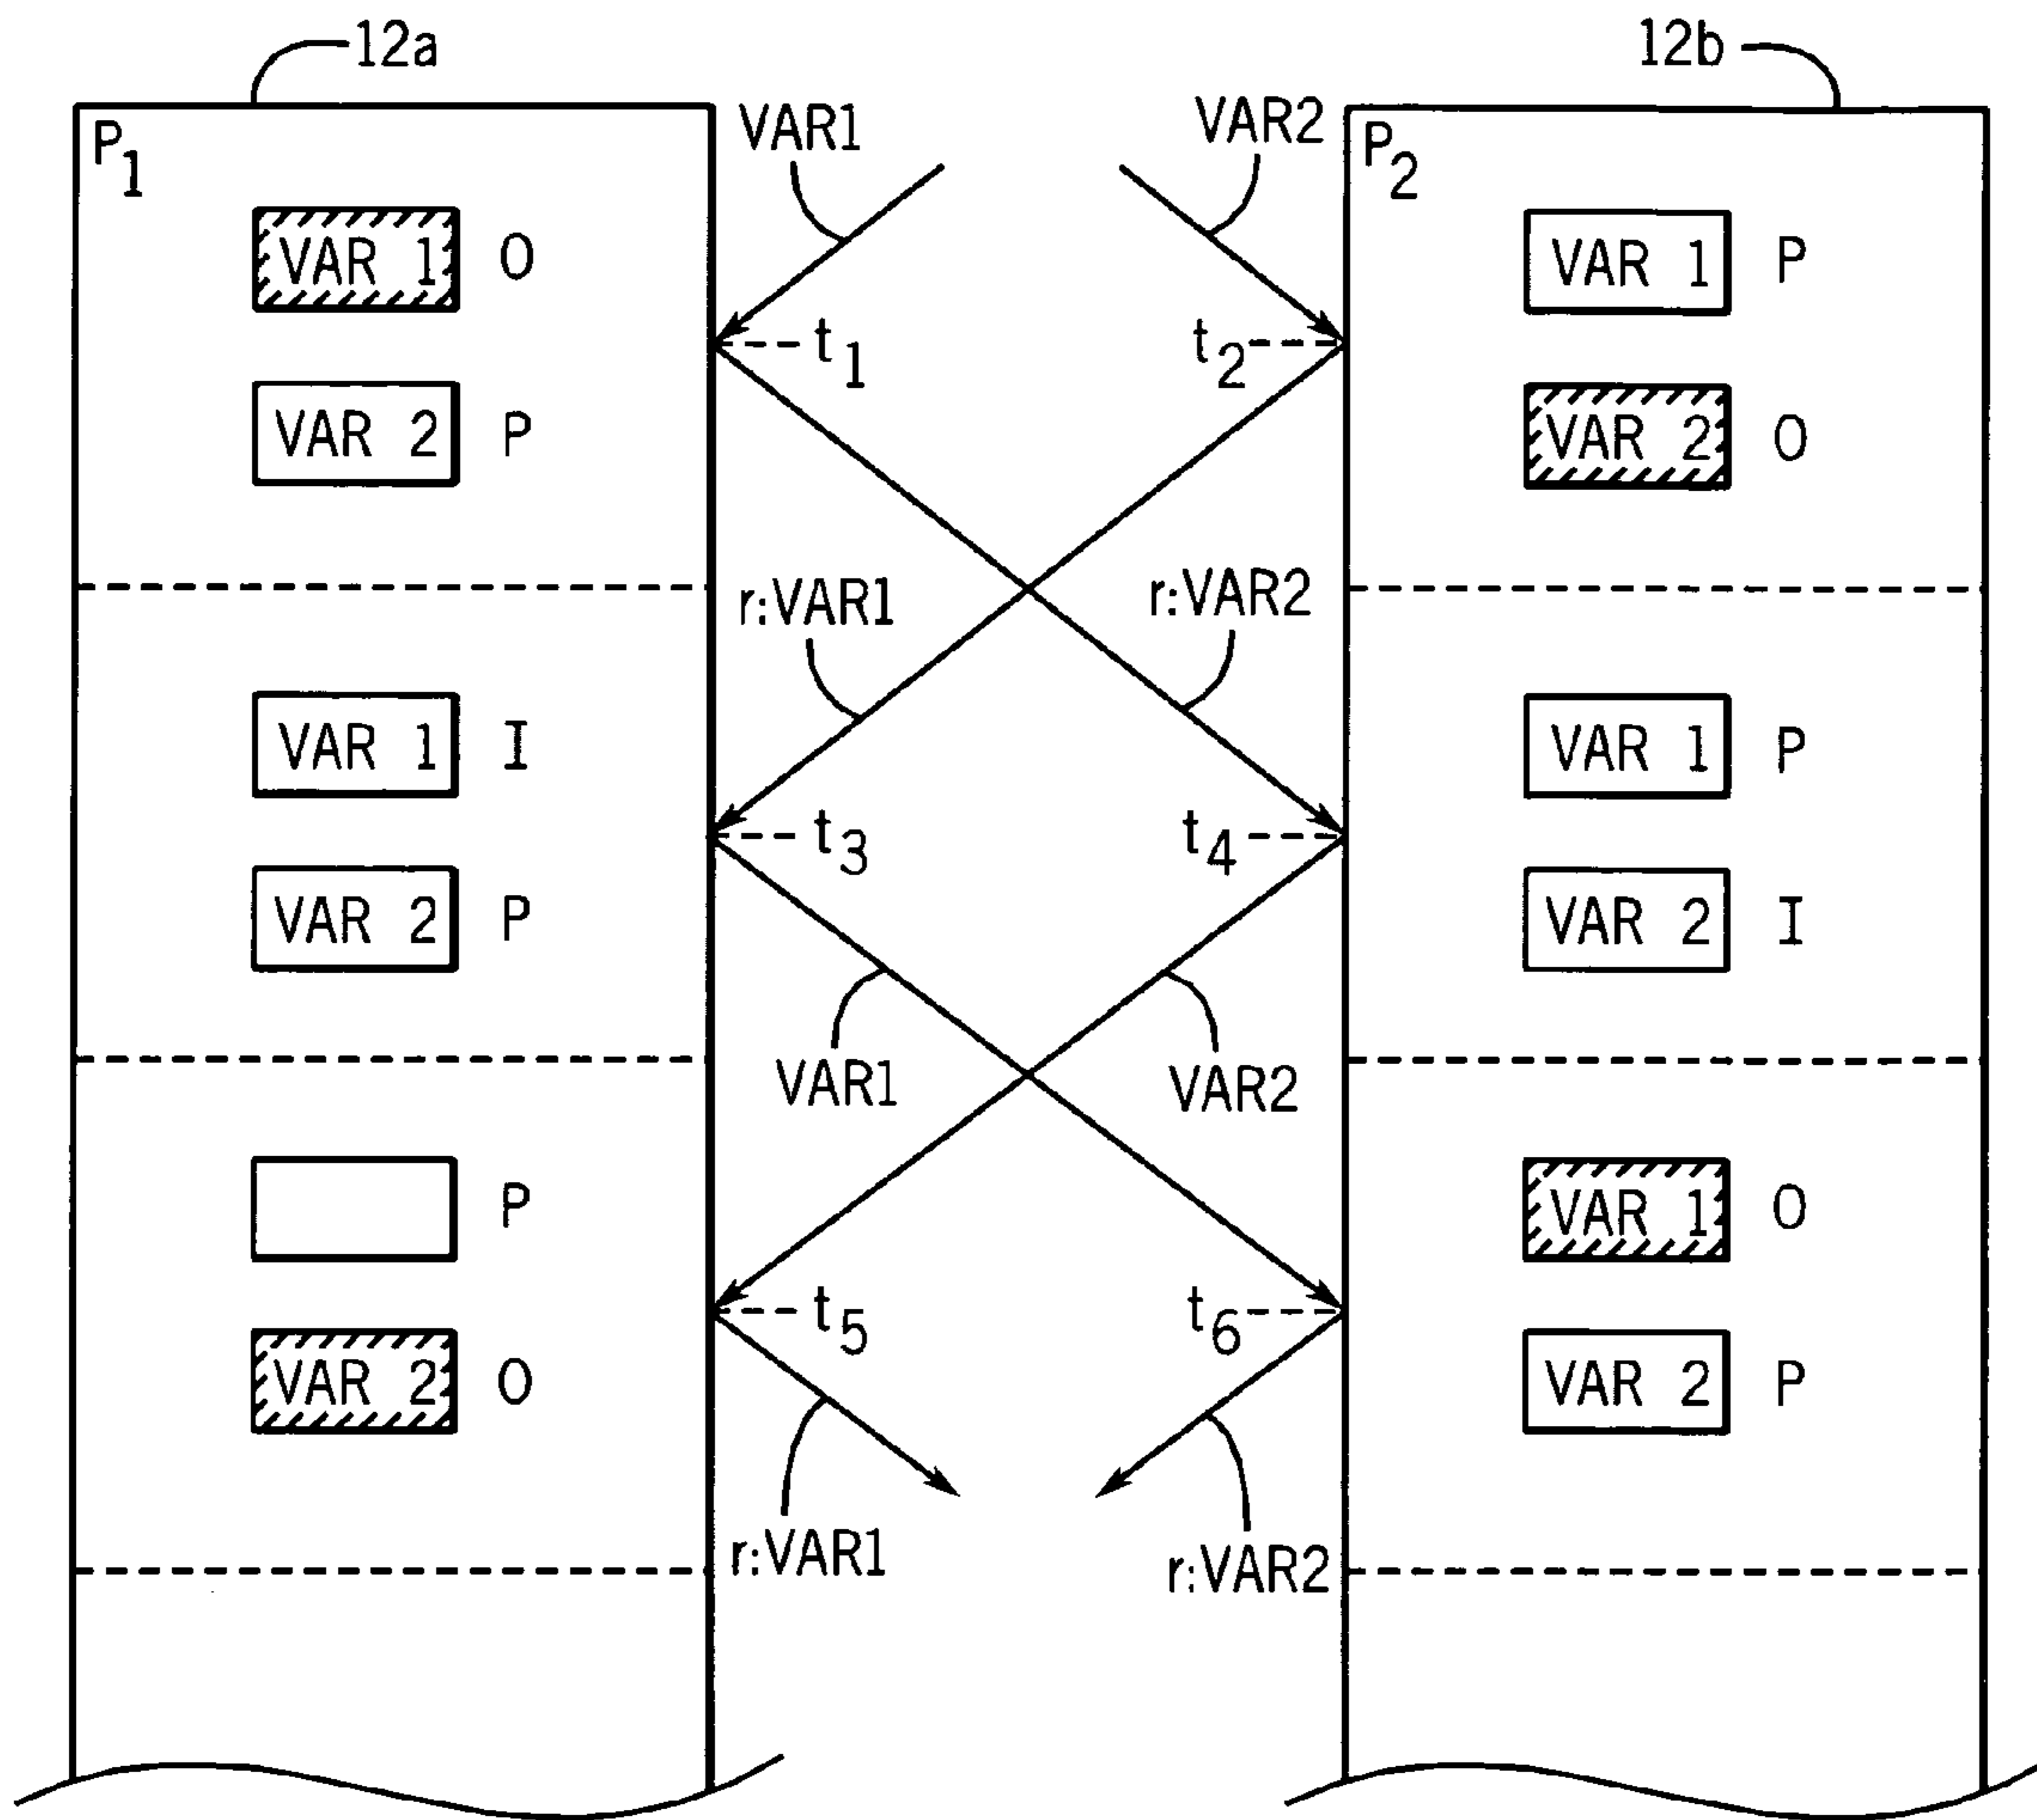 12a
12b
P1
VAR1
VAR2
P2
VAR 1 O
VAR 1 P
t1
t2
VAR 2 P
VAR 2 O
r:VAR1
r:VAR2
VAR 1 I
VAR 1 P
t3
t4
VAR 2 P
VAR 2 I
VAR1
VAR2
P
VAR 1 O
t5
t6
VAR 2 O
VAR 2 P
r:VAR1
r:VAR2